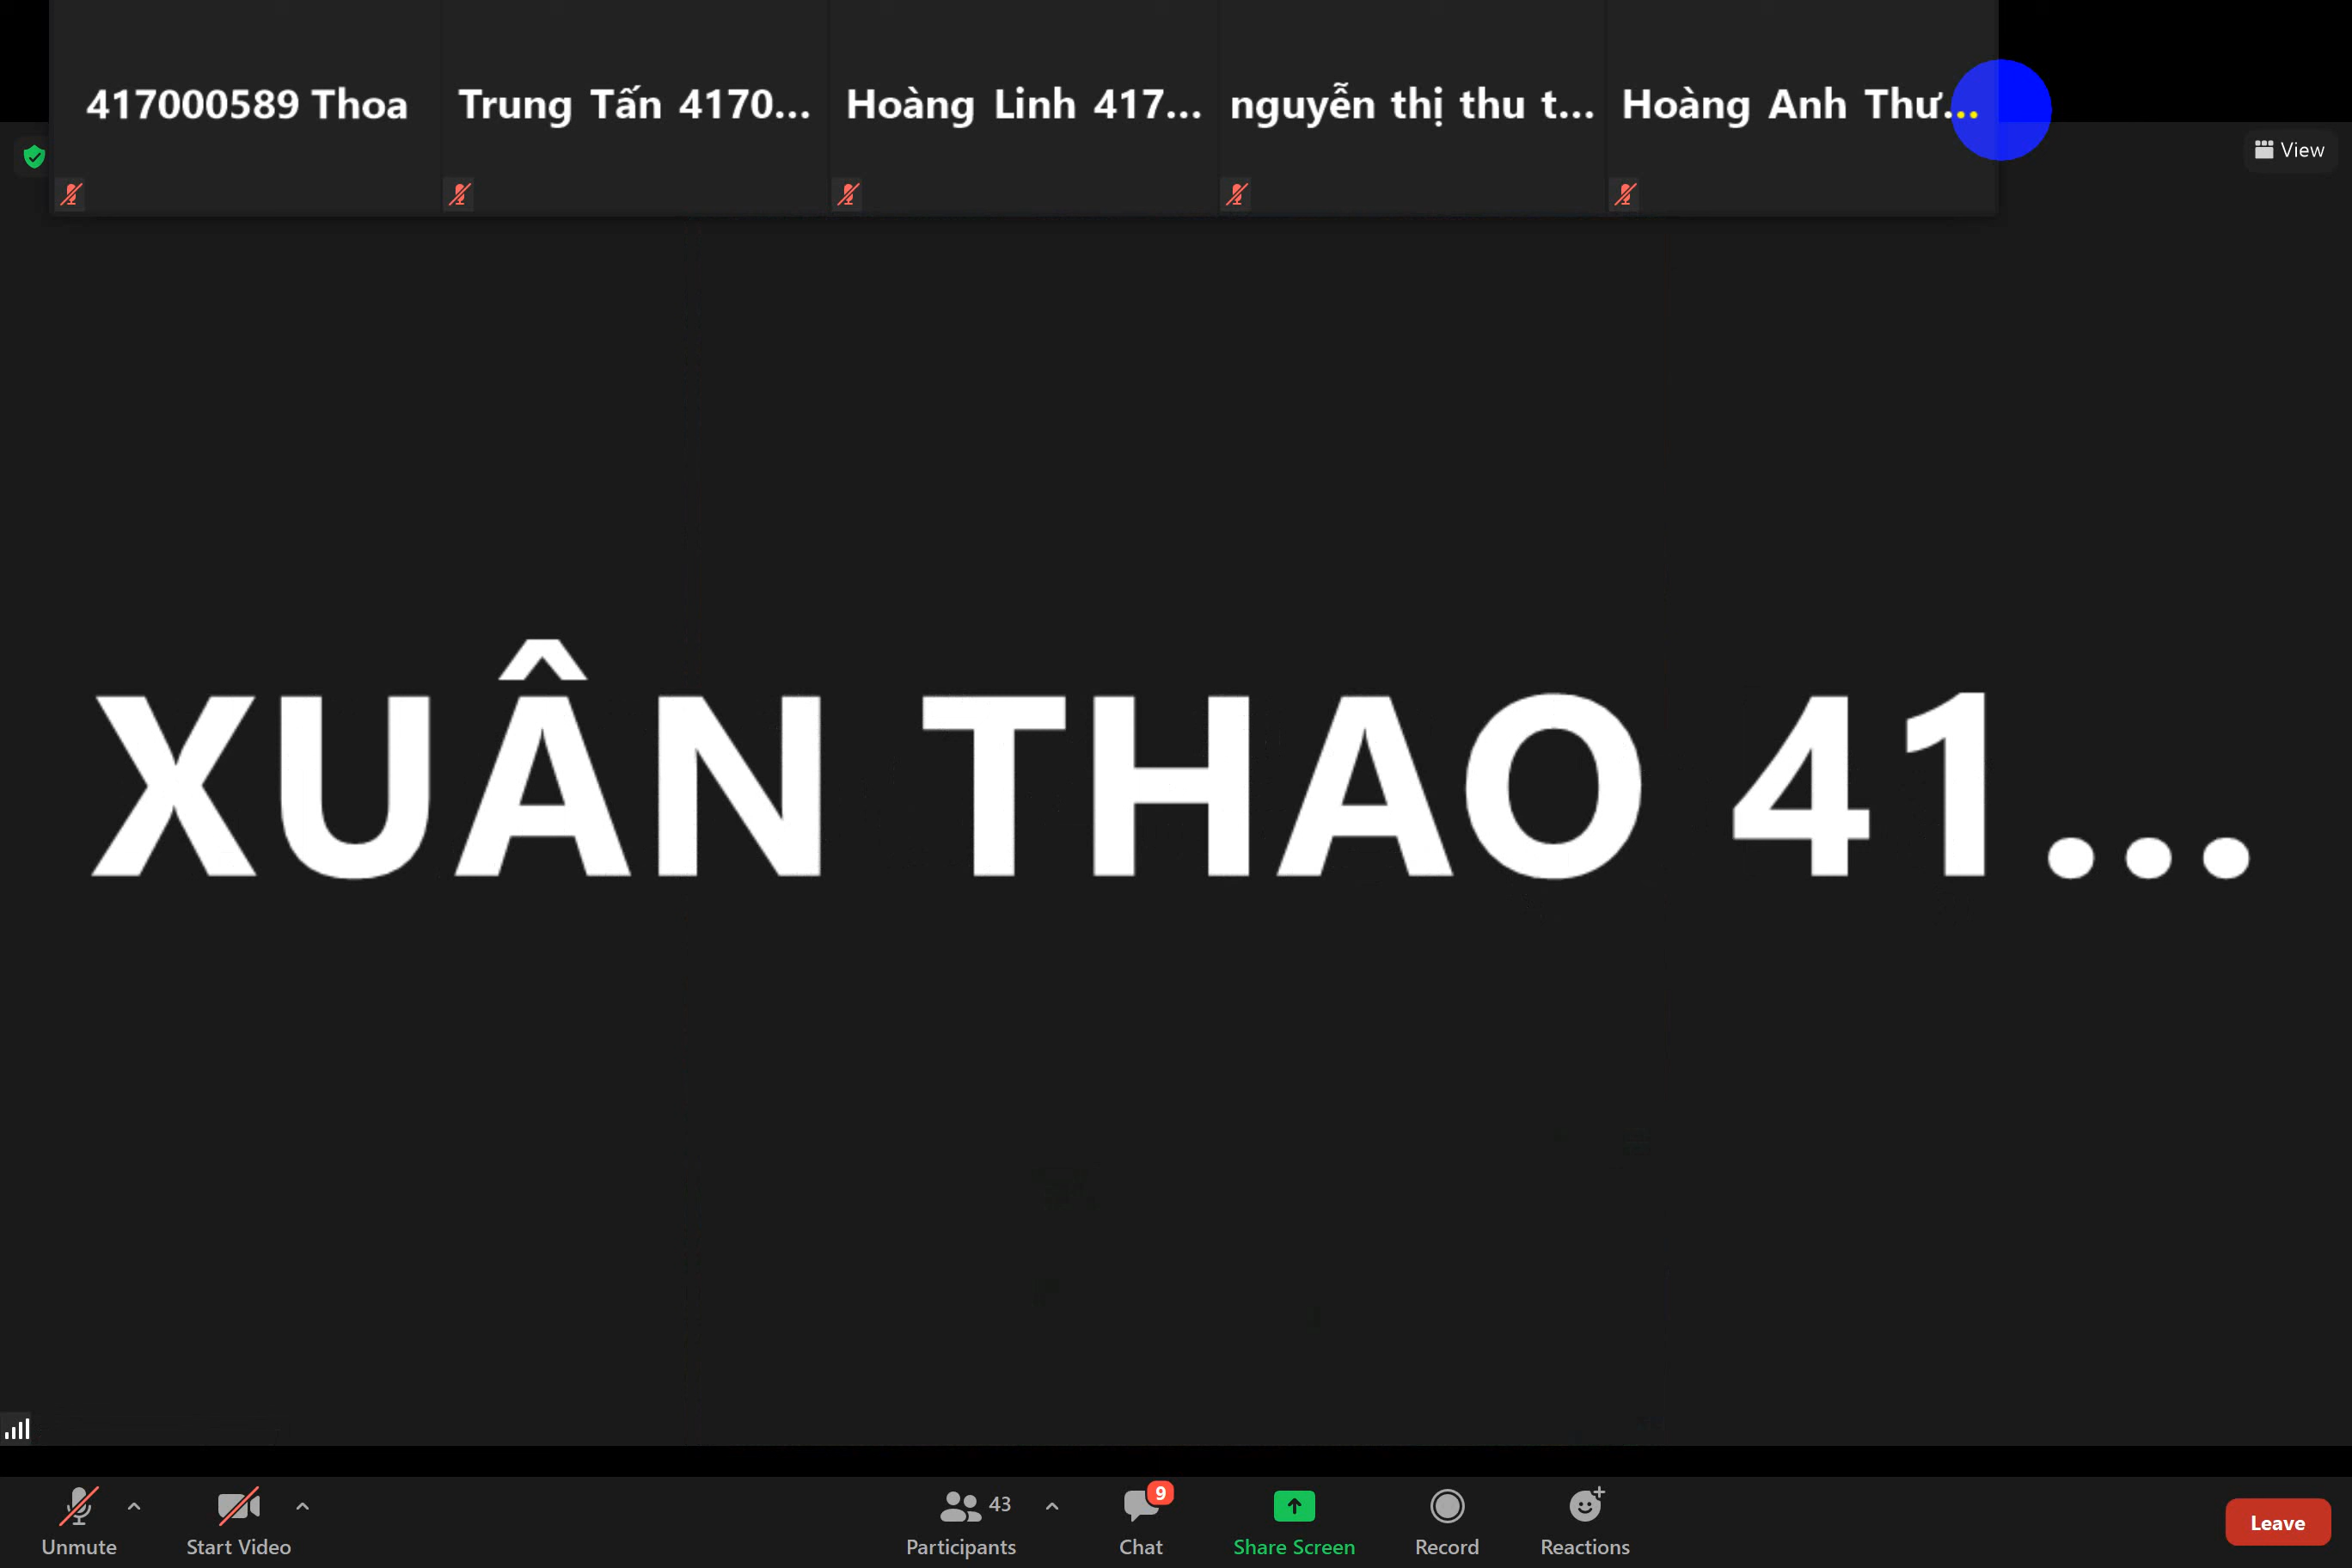 417000589 Thoa
Trung Tấn 4170...
Hoàng Linh 417...
nguyễn thị thu t...
Hoàng Anh Thư...
View
XUÂN THAO 41...
Unmute
Start Video
43
Participants
9
Chat
Share Screen
Record
Reactions
Leave